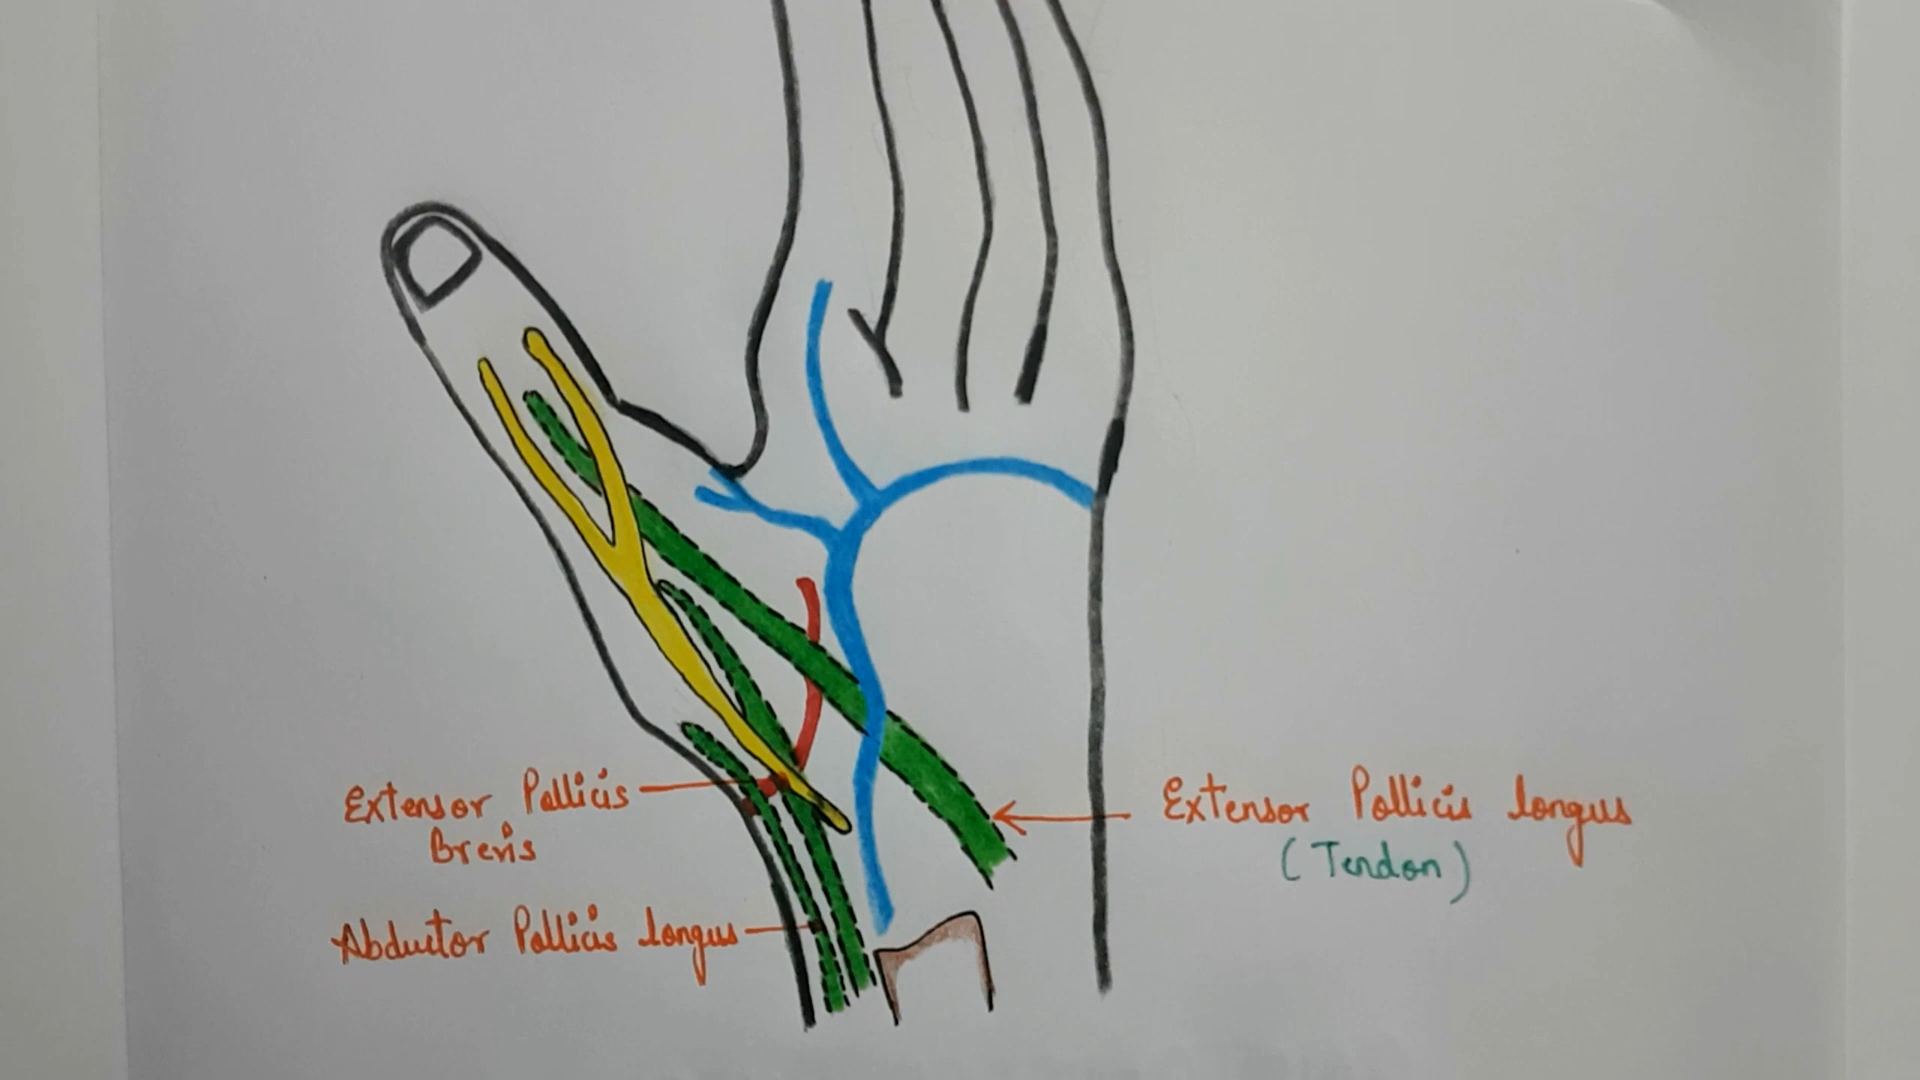 Extensor Pollicis
Brevis
Abductor Pollicis longus
Extensor Pollicis longus
(Tendon)